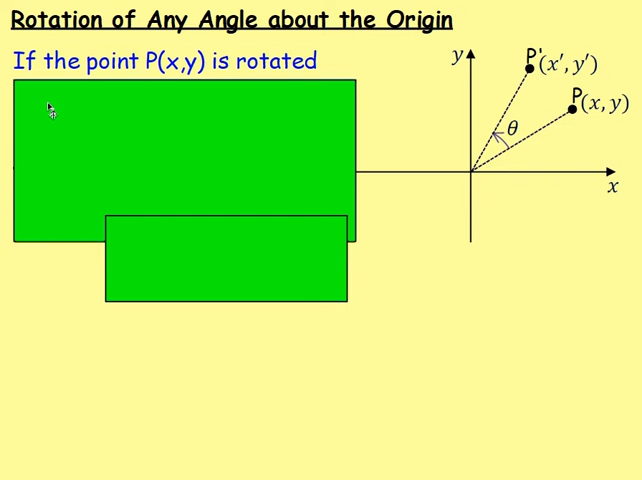 Rotation of Any Angle about the Origin
If the point P(x,y) is rotated
y
P'(x′, y′)
P(x, y)
θ
x